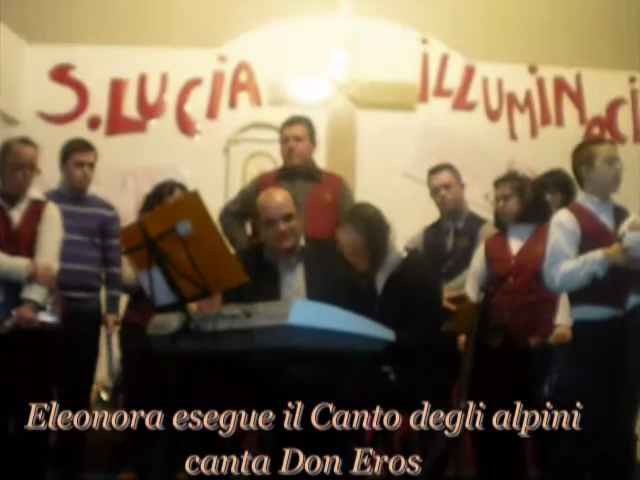 S.LUCIA ILLUMINACI
Eleonora esegue il Canto degli alpini
canta Don Eros